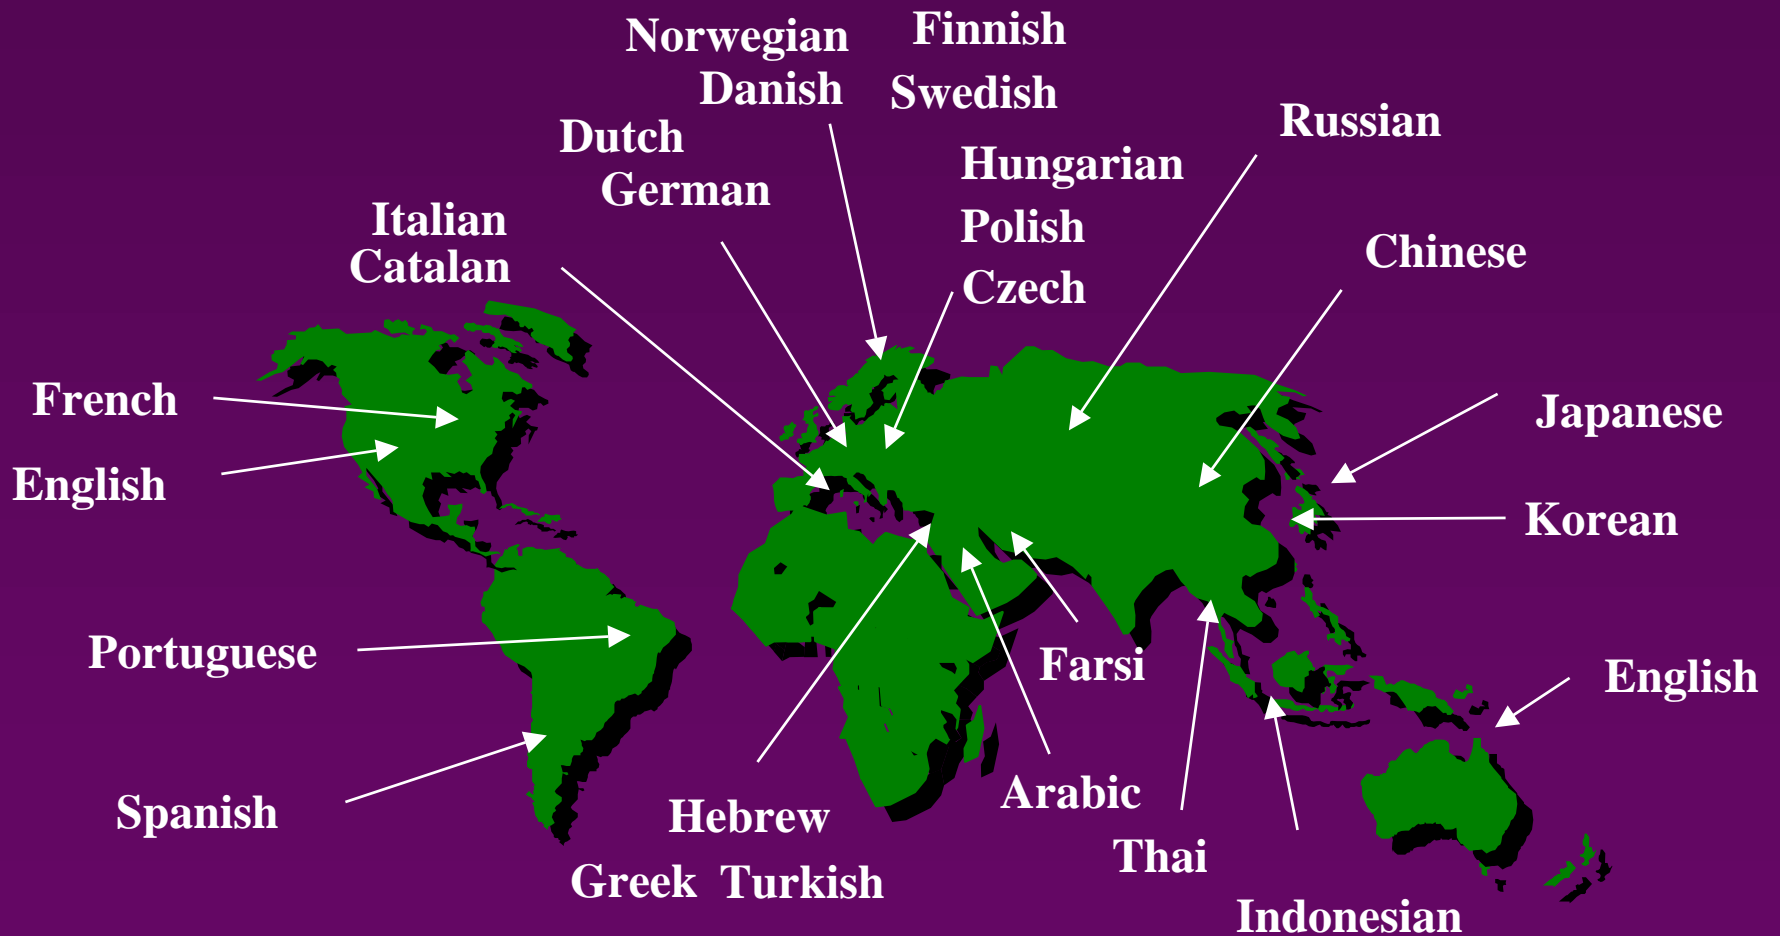 Norwegian
Finnish
Danish
Swedish
Dutch
German
Russian
Hungarian
Polish
Czech
Italian
Catalan
Chinese
French
English
Japanese
Korean
Portuguese
Spanish
Farsi
English
Arabic
Hebrew
Greek Turkish
Thai
Indonesian